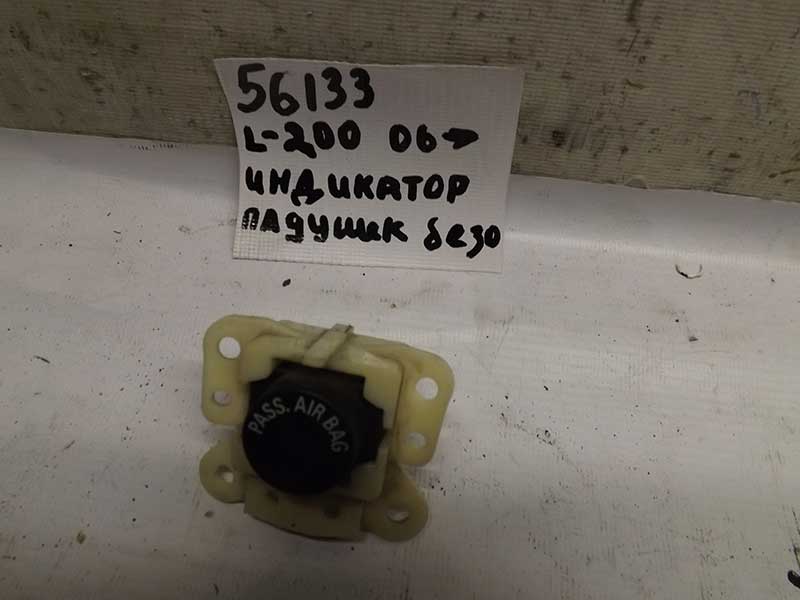 56133
L-200 06→
ИНДИКАТОР
ПАДУШЕК безо
PASS. AIR BAG